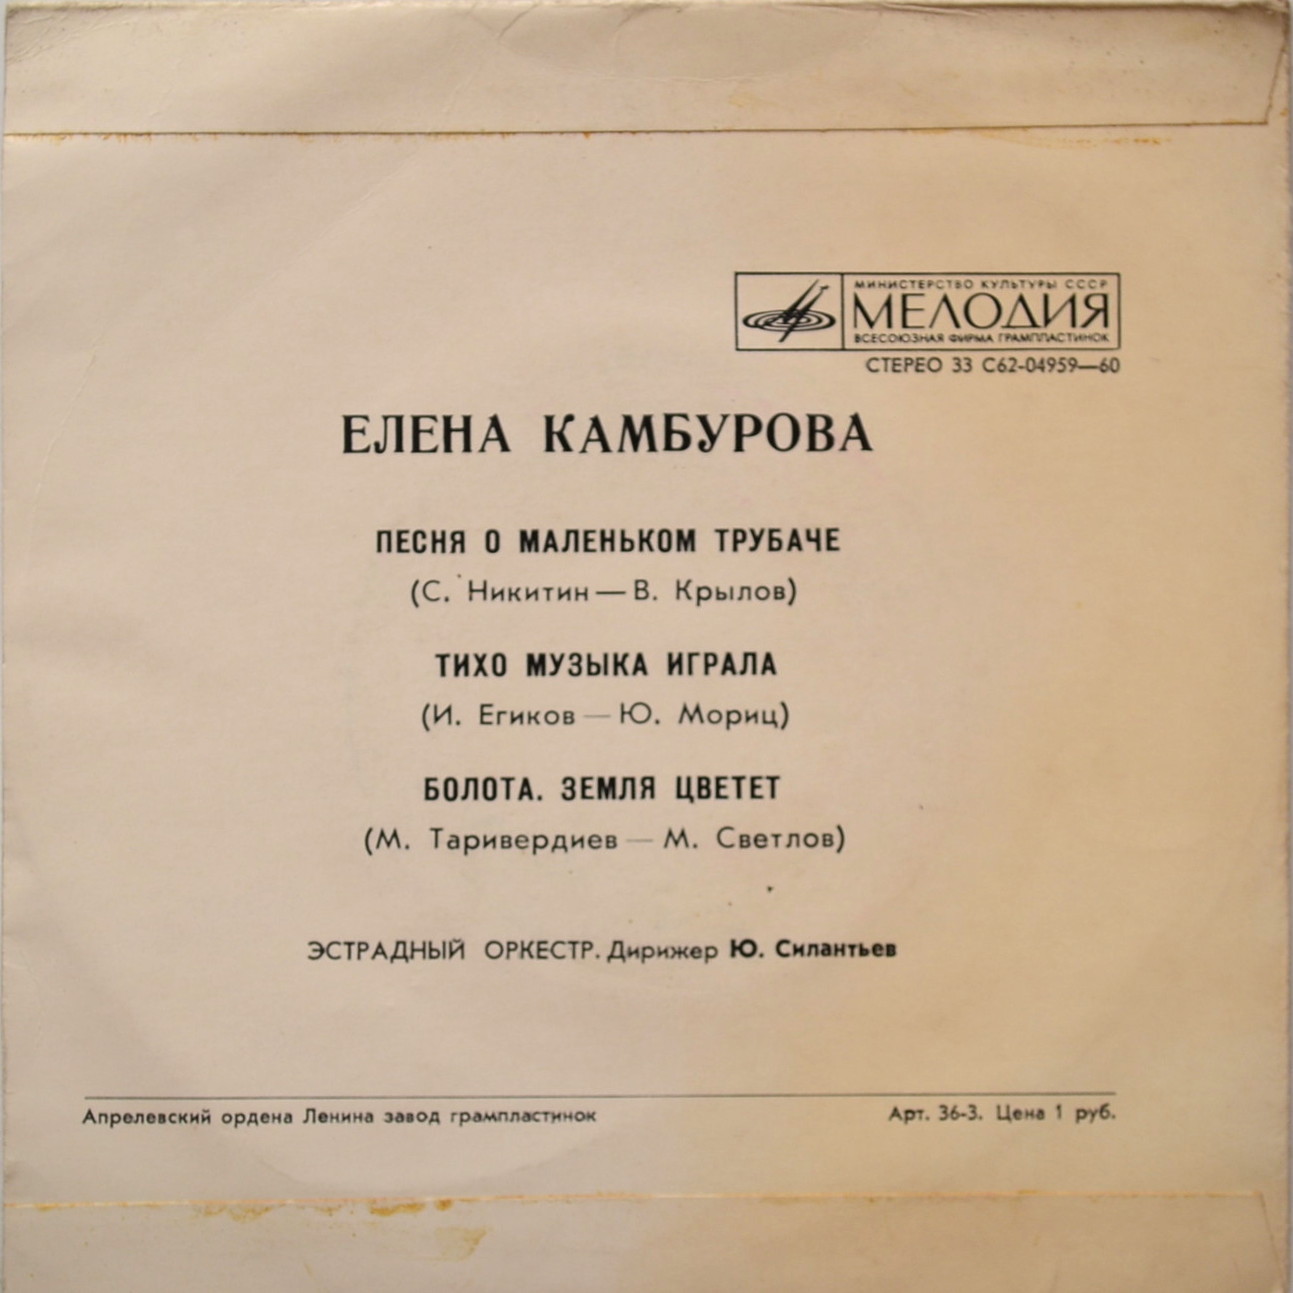 МИНИСТЕРСТВО КУЛЬТУРЫ СССР
МЕЛОДИЯ
ВСЕСОЮЗНАЯ ФИРМА ГРАМПЛАСТИНОК
СТЕРЕО 33 С62-04959—60
ЕЛЕНА КАМБУРОВА
ПЕСНЯ О МАЛЕНЬКОМ ТРУБАЧЕ
(С. Никитин — В. Крылов)
ТИХО МУЗЫКА ИГРАЛА
(И. Егиков — Ю. Мориц)
БОЛОТА. ЗЕМЛЯ ЦВЕТЕТ
(М. Таривердиев — М. Светлов)
ЭСТРАДНЫЙ ОРКЕСТР. Дирижер Ю. Силантьев
Апрелевский ордена Ленина завод грампластинок Арт. 36-3. Цена 1 руб.